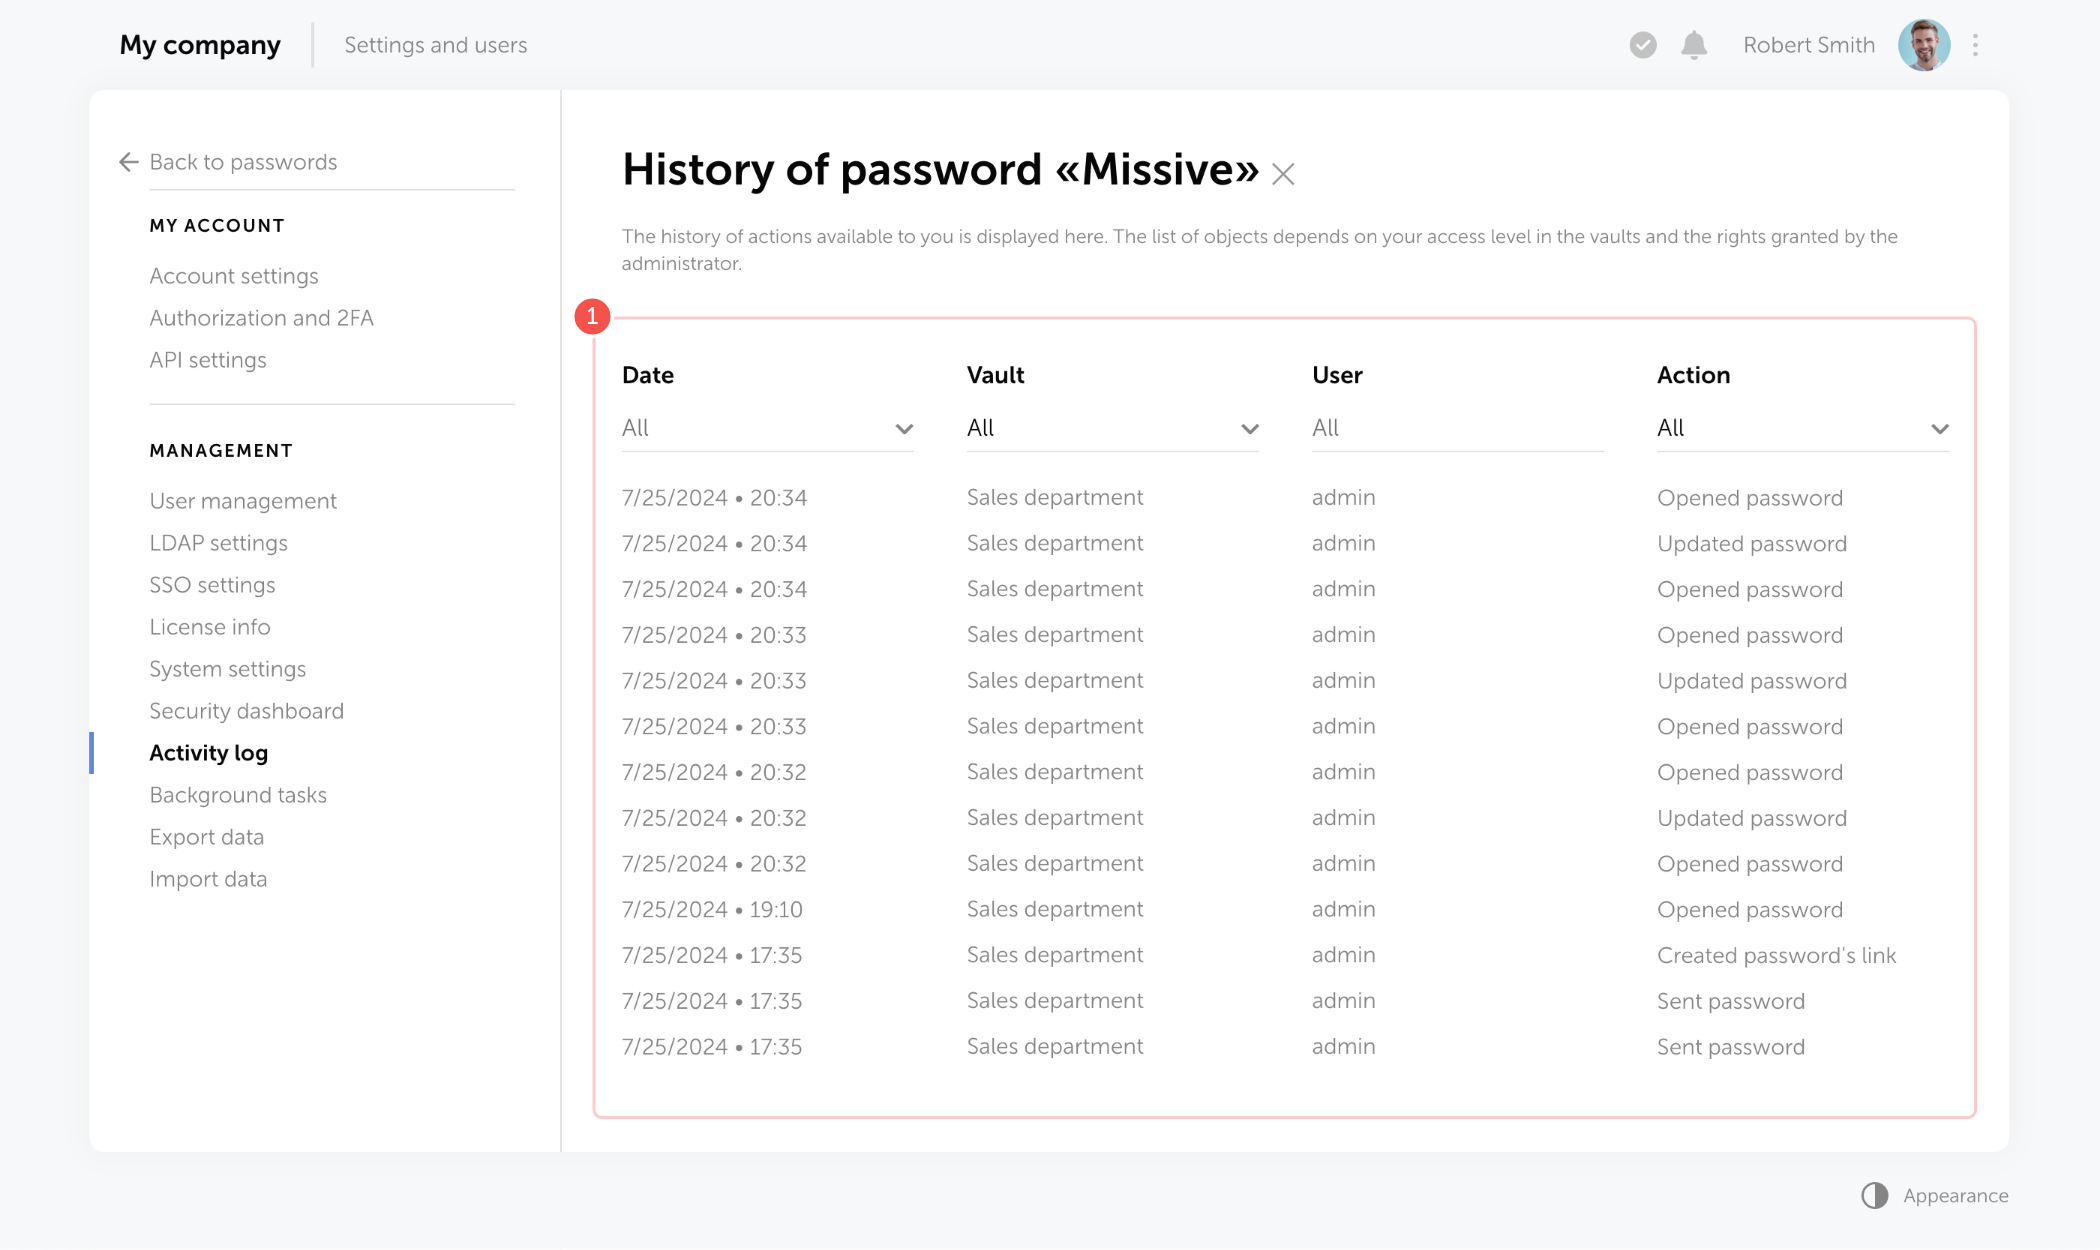 My company
Settings and users
Robert Smith
Back to passwords
MY ACCOUNT
Account settings
Authorization and 2FA
API settings
MANAGEMENT
User management
LDAP settings
SSO settings
License info
System settings
Security dashboard
Activity log
Background tasks
Export data
Import data
History of password «Missive»
The history of actions available to you is displayed here. The list of objects depends on your access level in the vaults and the rights granted by the
administrator.
1
Date Vault User Action
All All All All
7/25/2024 • 20:34 Sales department admin Opened password
7/25/2024 • 20:34 Sales department admin Updated password
7/25/2024 • 20:34 Sales department admin Opened password
7/25/2024 • 20:33 Sales department admin Opened password
7/25/2024 • 20:33 Sales department admin Updated password
7/25/2024 • 20:33 Sales department admin Opened password
7/25/2024 • 20:32 Sales department admin Opened password
7/25/2024 • 20:32 Sales department admin Updated password
7/25/2024 • 20:32 Sales department admin Opened password
7/25/2024 • 19:10 Sales department admin Opened password
7/25/2024 • 17:35 Sales department admin Created password's link
7/25/2024 • 17:35 Sales department admin Sent password
7/25/2024 • 17:35 Sales department admin Sent password
Appearance